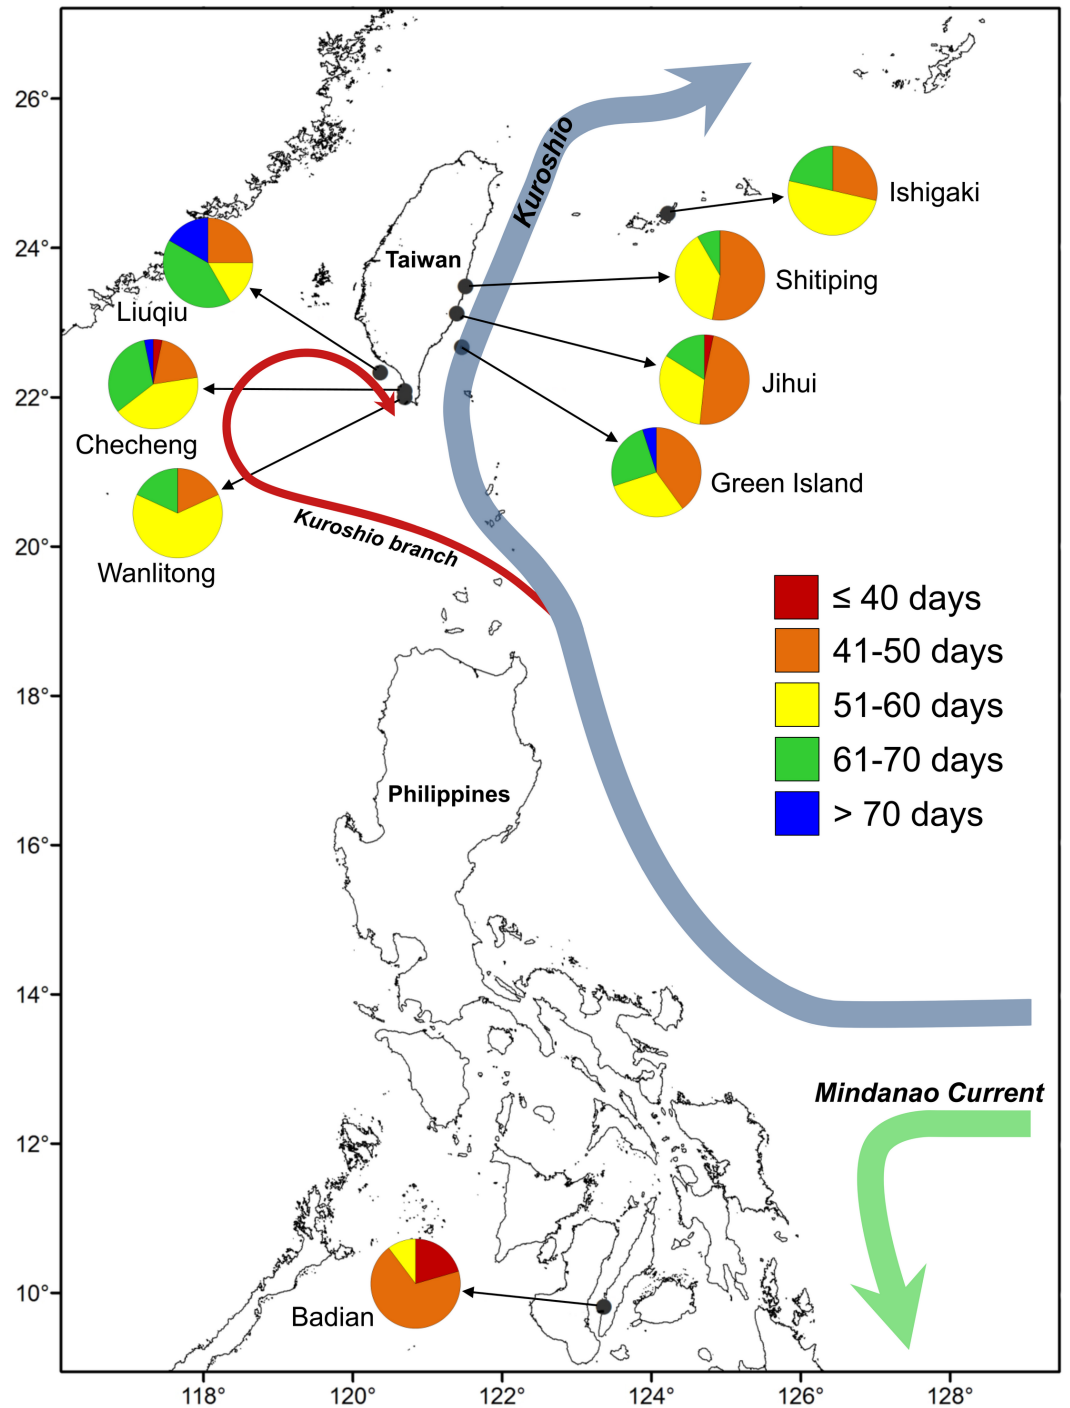 26°
24°
22°
20°
18°
16°
14°
12°
10°
118°
120°
122°
124°
126°
128°
Kuroshio
Ishigaki
Taiwan
Shitiping
Liuqiu
Jihui
Checheng
Green Island
Kuroshio branch
Wanlitong
≤ 40 days
41-50 days
51-60 days
61-70 days
> 70 days
Philippines
Mindanao Current
Badian